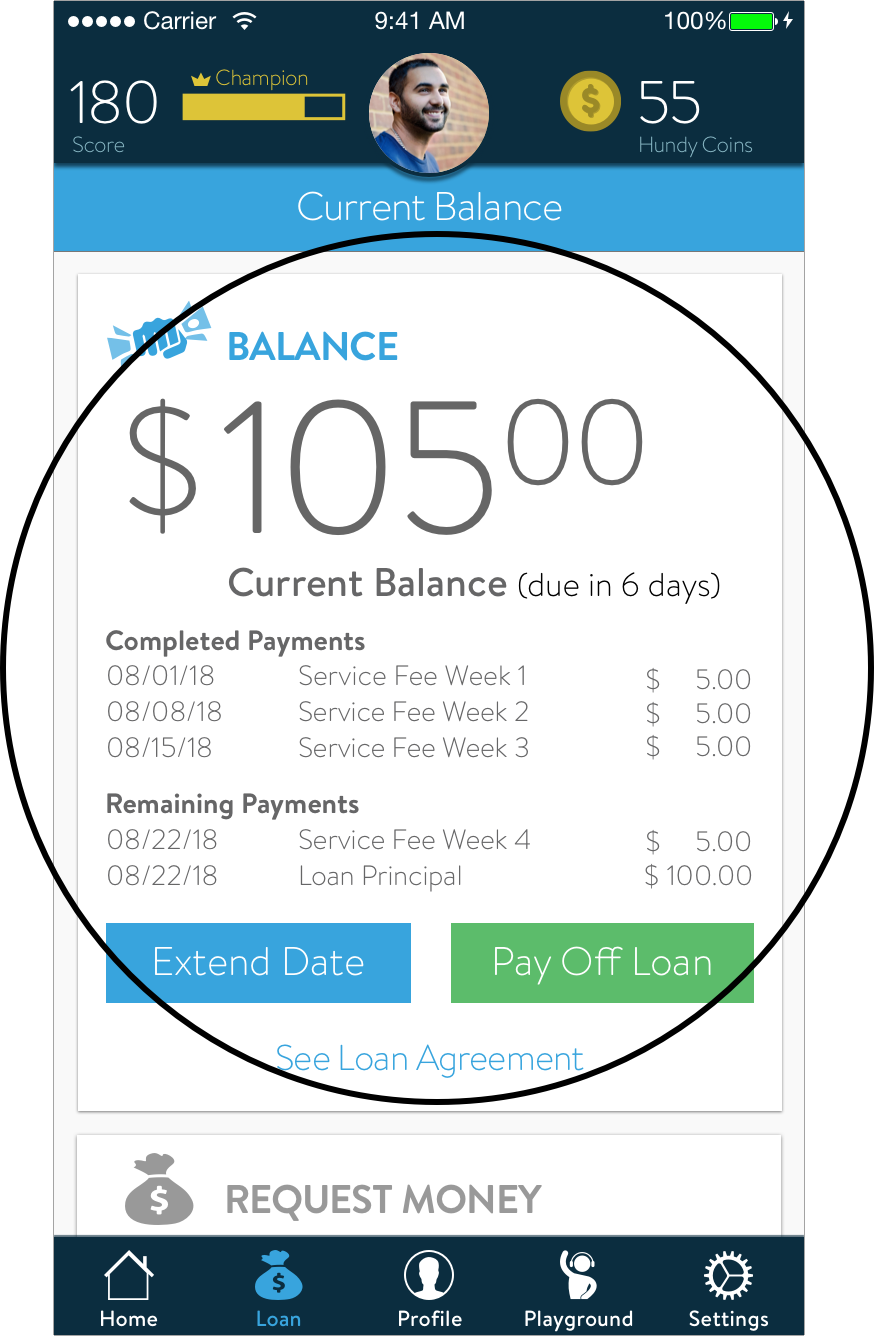 Carrier 9:41 AM 100%
180 Champion $ 55
Score Hundy Coins
Current Balance
BALANCE
$105 00
Current Balance (due in 6 days)
Completed Payments
08/01/18 Service Fee Week 1 $ 5.00
08/08/18 Service Fee Week 2 $ 5.00
08/15/18 Service Fee Week 3 $ 5.00
Remaining Payments
08/22/18 Service Fee Week 4 $ 5.00
08/22/18 Loan Principal $ 100.00
Extend Date Pay Off Loan
See Loan Agreement
$ REQUEST MONEY
$
Home Loan Profile Playground Settings